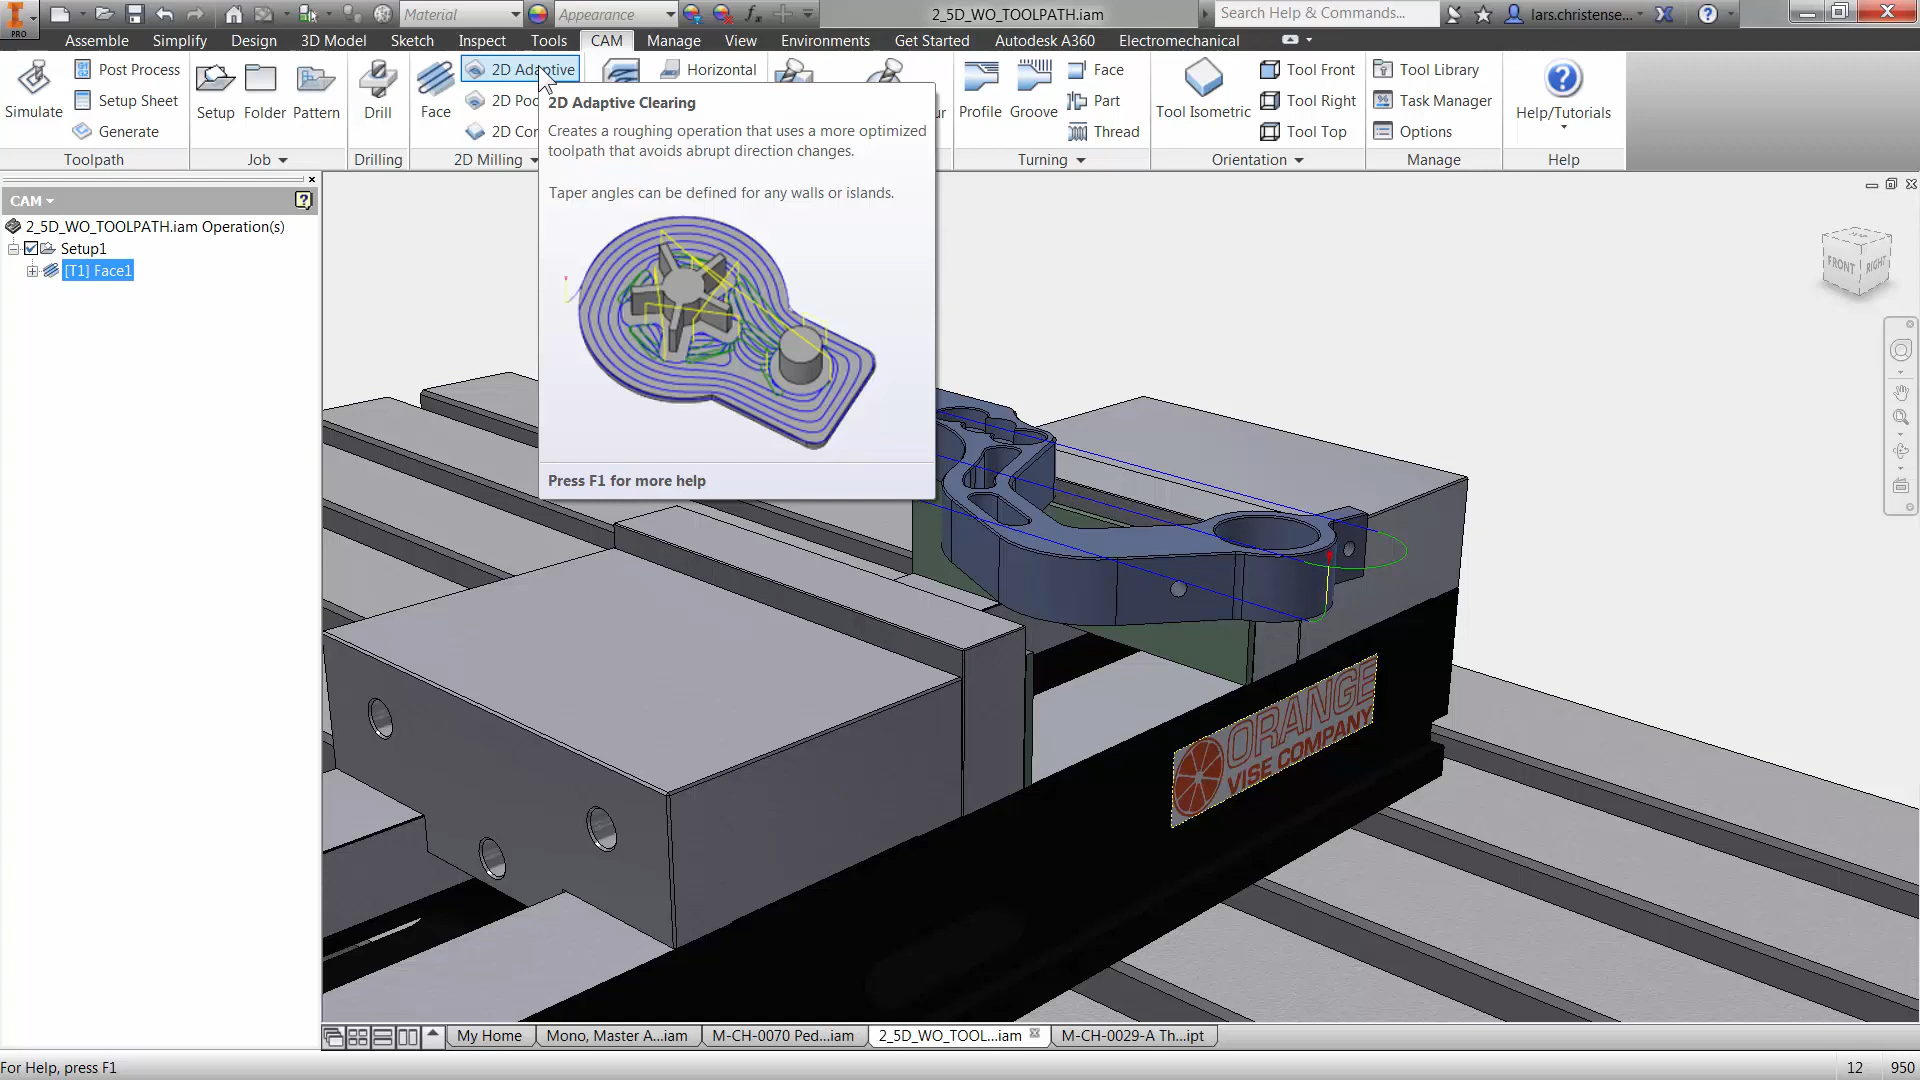 PRO
Material
Appearance
2_5D_WO_TOOLPATH.iam
Search Help & Commands...
lars.christense...
Assemble Simplify Design 3D Model Sketch Inspect Tools CAM Manage View Environments Get Started Autodesk A360 Electromechanical
Simulate
Post Process
Setup Sheet
Generate
Toolpath
Setup
Folder
Pattern
Job
Drill
Drilling
Face
2D Adaptive
2D Poc
2D Con
2D Milling
Horizontal
ur
Profile
Groove
Face
Part
Thread
Turning
Tool Isometric
Tool Front
Tool Right
Tool Top
Orientation
Tool Library
Task Manager
Options
Manage
Help/Tutorials
Help
2D Adaptive Clearing
Creates a roughing operation that uses a more optimized
toolpath that avoids abrupt direction changes.
Taper angles can be defined for any walls or islands.
Press F1 for more help
CAM
2_5D_WO_TOOLPATH.iam Operation(s)
Setup1
[T1] Face1
FRONT
RIGHT
ORANGE
VISE COMPANY
My Home
Mono, Master A...iam
M-CH-0070 Ped...iam
2_5D_WO_TOOL...iam
M-CH-0029-A Th...ipt
For Help, press F1
12
950